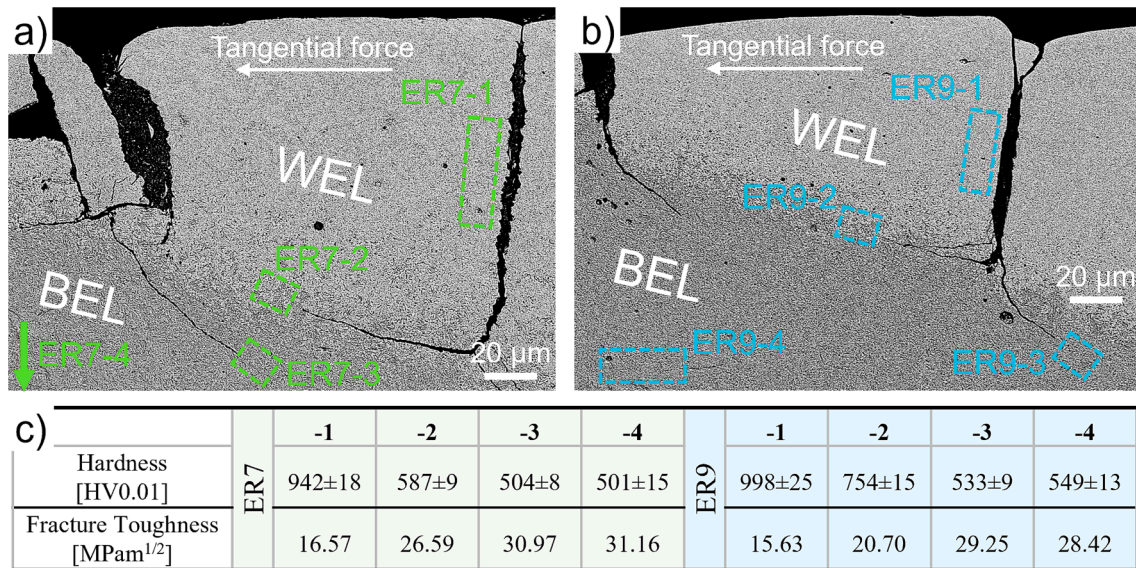 a)
Tangential force
ER7-1
WEL
ER7-2
BEL
ER7-4
ER7-3
20 µm
b)
Tangential force
ER9-1
WEL
ER9-2
BEL
20 µm
ER9-4
ER9-3
c)
ER7 -1 -2 -3 -4 ER9 -1 -2 -3 -4
Hardness
[HV0.01] 942±18 587±9 504±8 501±15 998±25 754±15 533±9 549±13
Fracture Toughness
[MPam1/2] 16.57 26.59 30.97 31.16 15.63 20.70 29.25 28.42